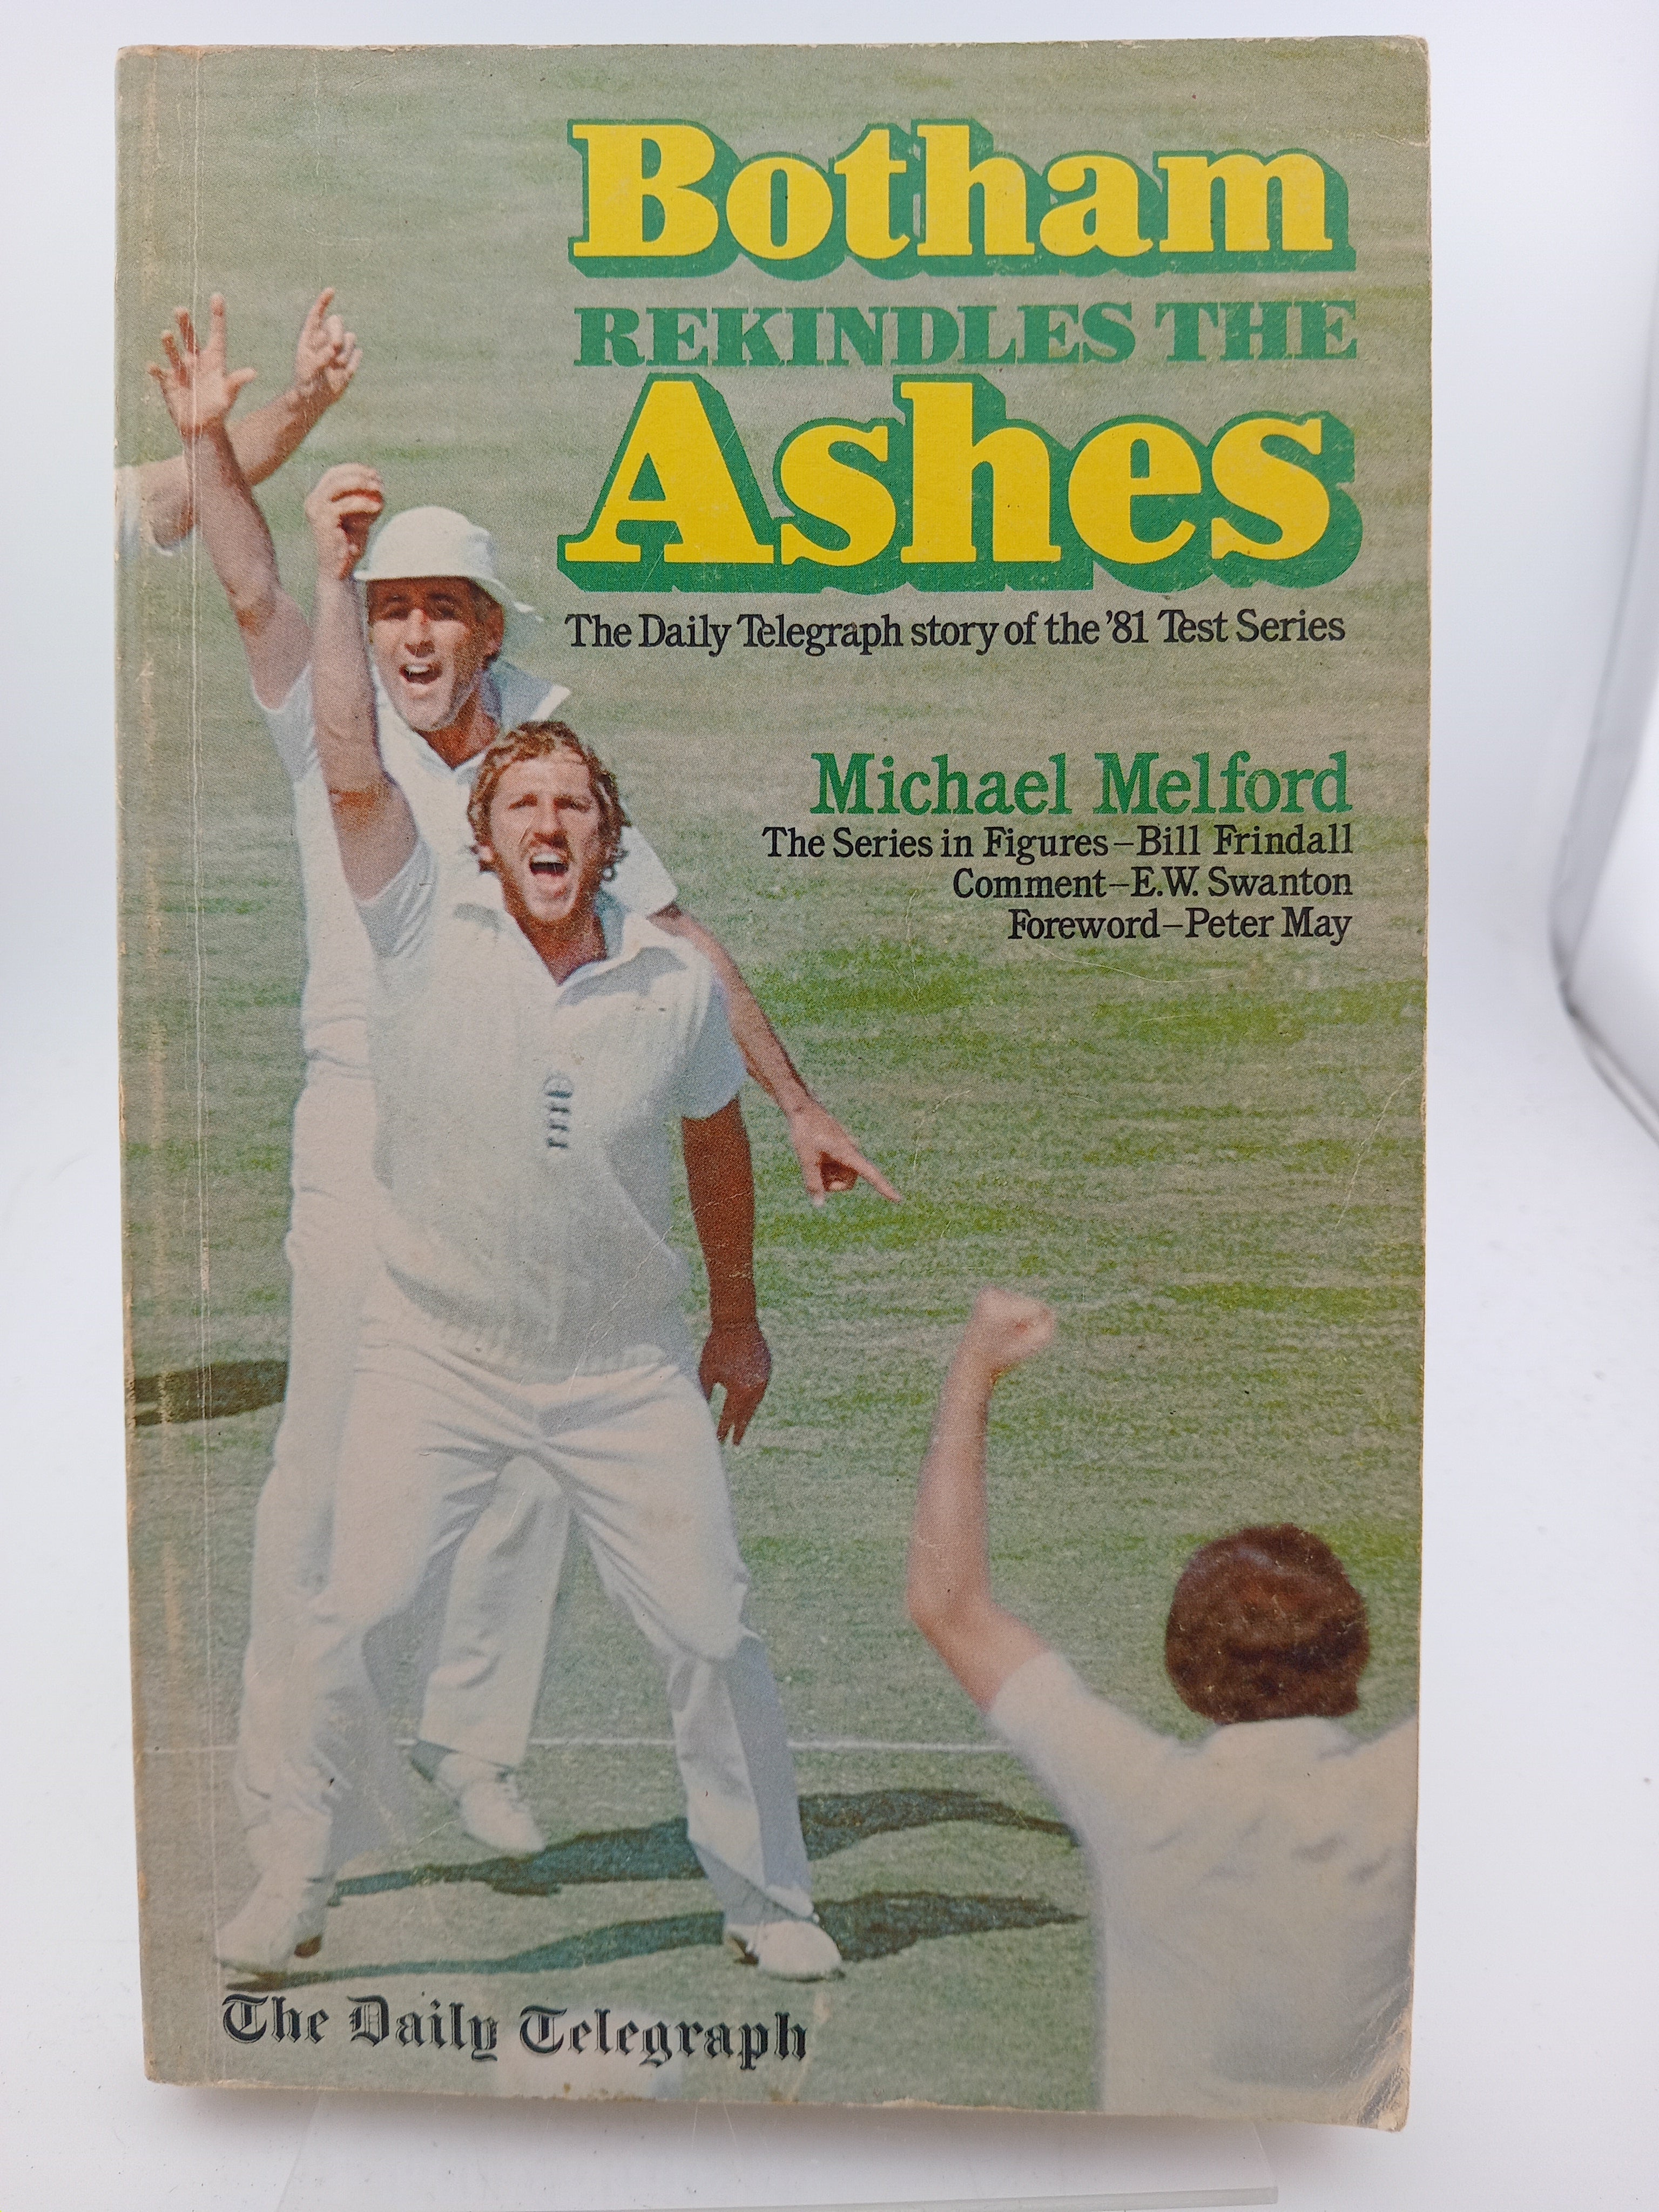 Botham
REKINDLES THE
Ashes
The Daily Telegraph story of the '81 Test Series
Michael Melford
The Series in Figures–Bill Frindall
Comment–E.W. Swanton
Foreword–Peter May
The Daily Telegraph